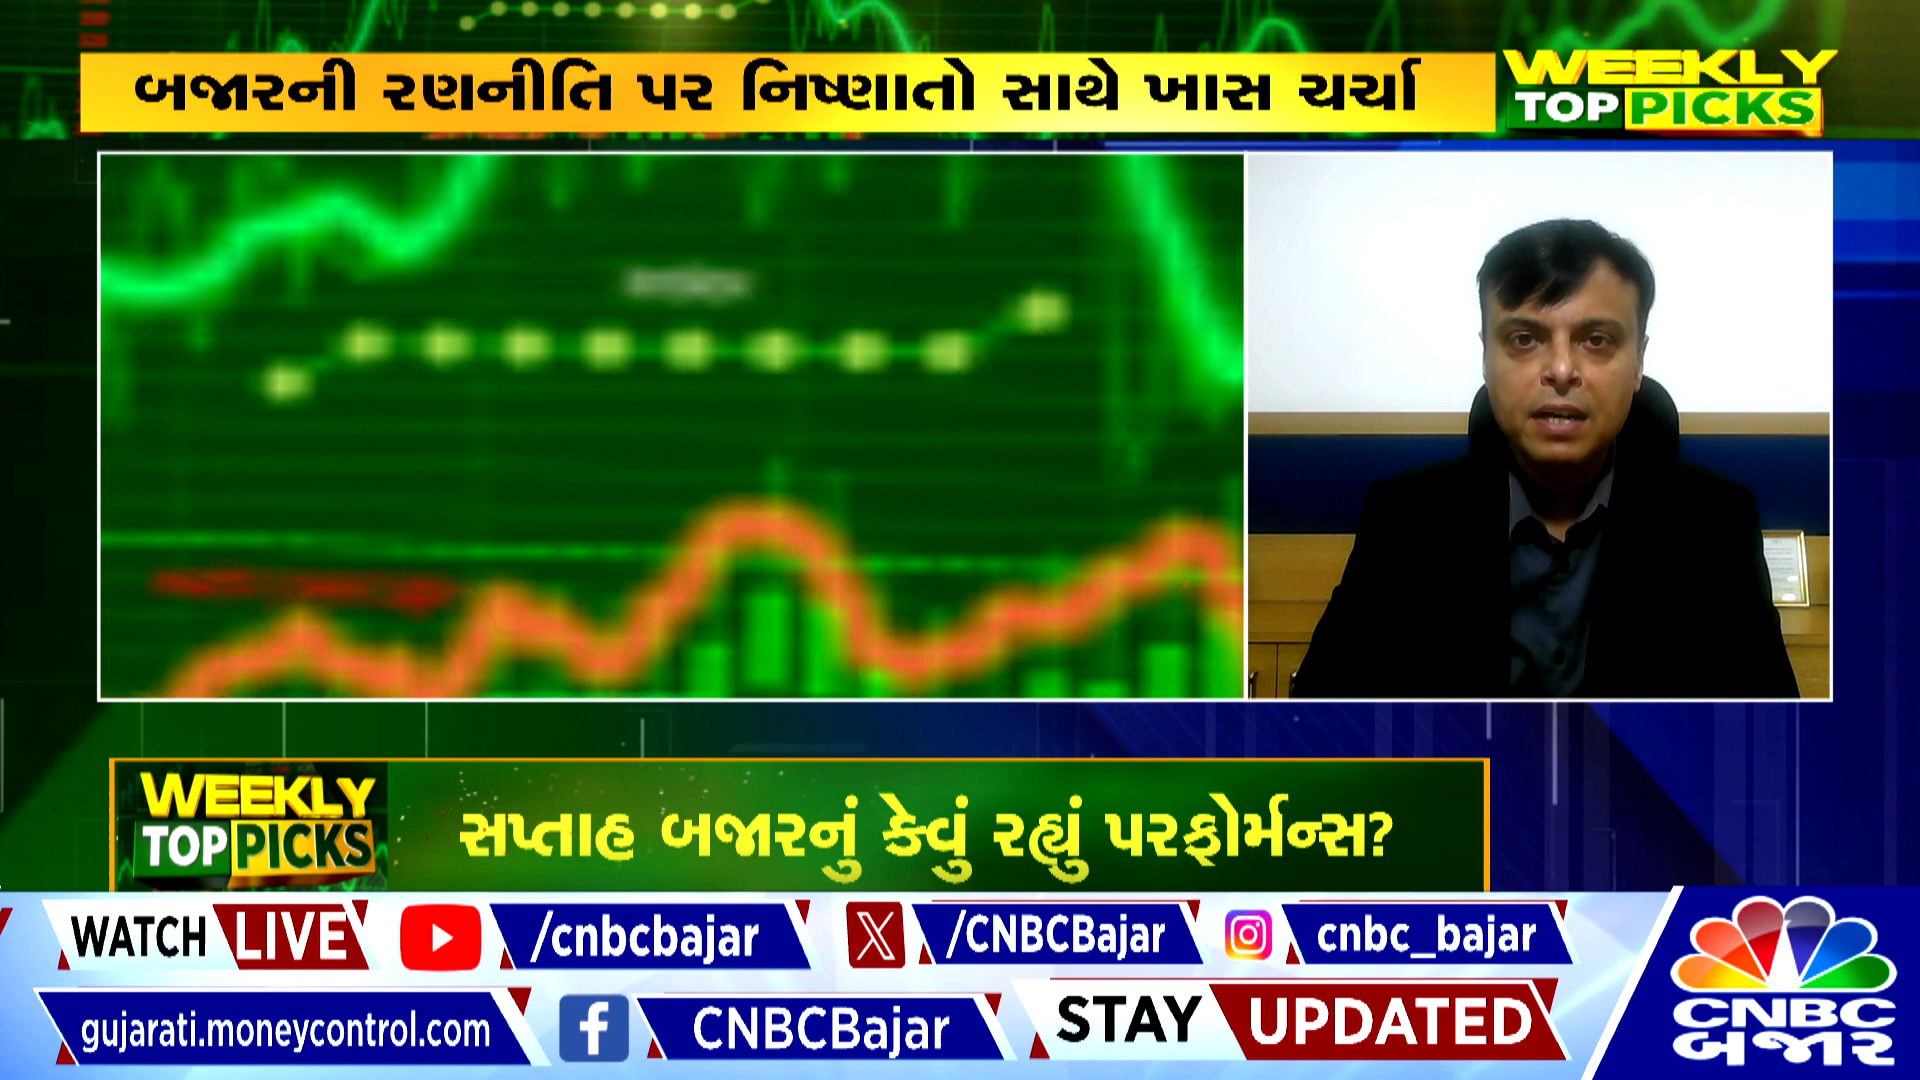 બજારની રણનીતિ પર નિષ્ણાતો સાથે ખાસ ચર્ચા
WEEKLY
TOP PICKS
WEEKLY
TOP PICKS
સપ્તાહ બજારનું કેવું રહ્યું પરફોર્મન્સ?
WATCH LIVE /cnbcbajar /CNBCBajar cnbc_bajar
gujarati.moneycontrol.com CNBCBajar STAY UPDATED
CNBC
બજાર